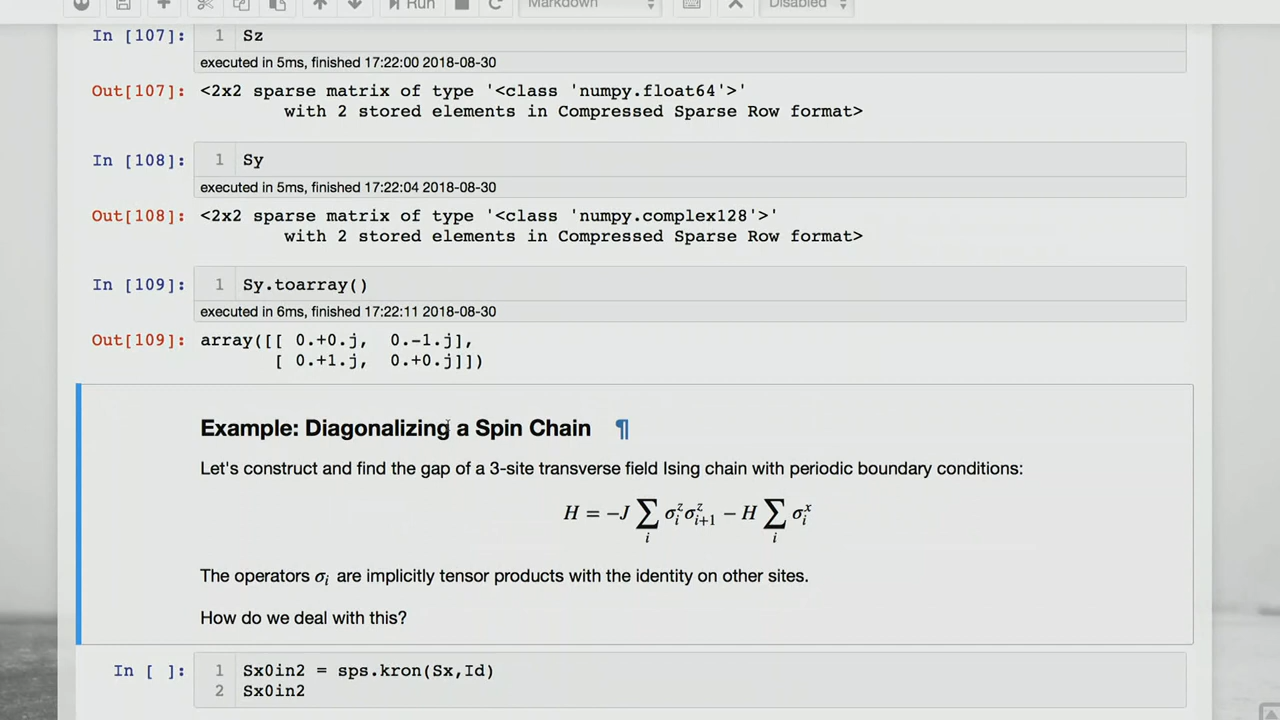 Run Markdown Disabled
In [107]: 1 Sz
executed in 5ms, finished 17:22:00 2018-08-30
Out[107]: <2x2 sparse matrix of type '<class 'numpy.float64'>'
with 2 stored elements in Compressed Sparse Row format>
In [108]: 1 Sy
executed in 5ms, finished 17:22:04 2018-08-30
Out[108]: <2x2 sparse matrix of type '<class 'numpy.complex128'>'
with 2 stored elements in Compressed Sparse Row format>
In [109]: 1 Sy.toarray()
executed in 6ms, finished 17:22:11 2018-08-30
Out[109]: array([[ 0.+0.j, 0.-1.j],
[ 0.+1.j, 0.+0.j]])
Example: Diagonalizing a Spin Chain ¶
Let's construct and find the gap of a 3-site transverse field Ising chain with periodic boundary conditions:
H = −J ∑_i σ_i^z σ_{i+1}^z − H ∑_i σ_i^x
The operators σ_i are implicitly tensor products with the identity on other sites.
How do we deal with this?
In [ ]: 1 Sx0in2 = sps.kron(Sx,Id)
2 Sx0in2